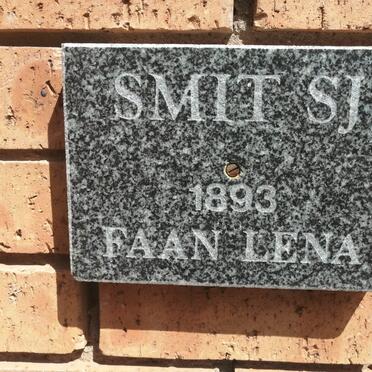 SMIT SJ
1893
FAAN LENA